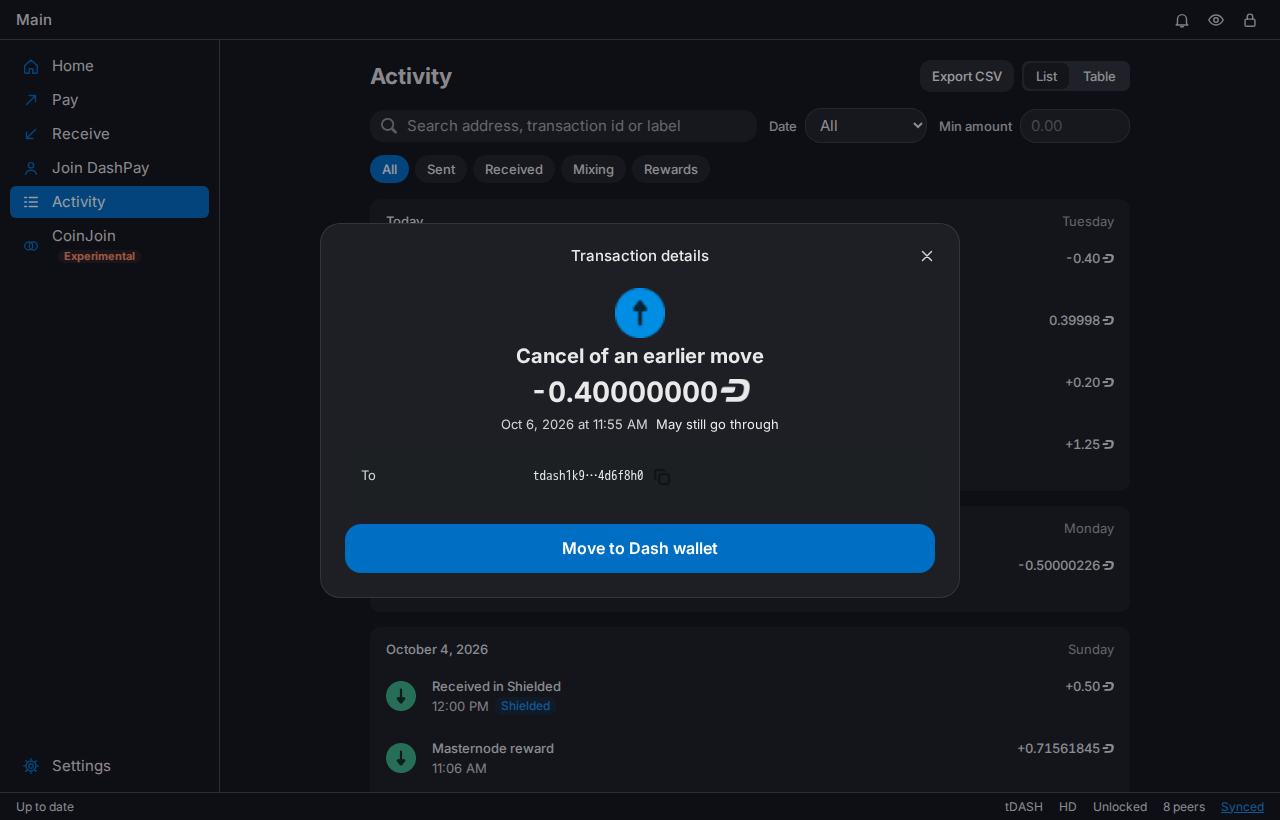 Main
Home
Pay
Receive
Join DashPay
Activity
CoinJoin
Experimental
Settings
Activity
Export CSV
List
Table
Search address, transaction id or label
Date
All
Min amount
0.00
All
Sent
Received
Mixing
Rewards
Today
Tuesday
-0.40
0.39998
+0.20
+1.25
Transaction details
Cancel of an earlier move
-0.40000000
Oct 6, 2026 at 11:55 AM May still go through
To
tdash1k9…4d6f8h0
Move to Dash wallet
Monday
-0.50000226
October 4, 2026
Sunday
Received in Shielded
+0.50
12:00 PM Shielded
Masternode reward
+0.71561845
11:06 AM
Up to date
tDASH
HD
Unlocked
8 peers
Synced